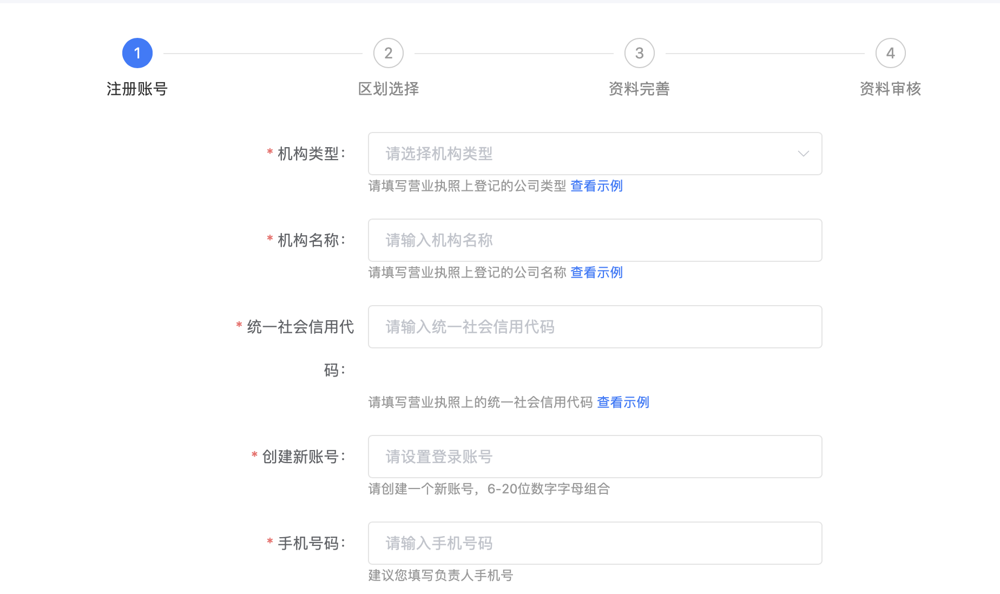 1
2
3
4
注册账号
区划选择
资料完善
资料审核
* 机构类型：
请选择机构类型
请填写营业执照上登记的公司类型 查看示例
* 机构名称：
请输入机构名称
请填写营业执照上登记的公司名称 查看示例
* 统一社会信用代
码：
请输入统一社会信用代码
请填写营业执照上的统一社会信用代码 查看示例
* 创建新账号：
请设置登录账号
请创建一个新账号，6-20位数字字母组合
* 手机号码：
请输入手机号码
建议您填写负责人手机号